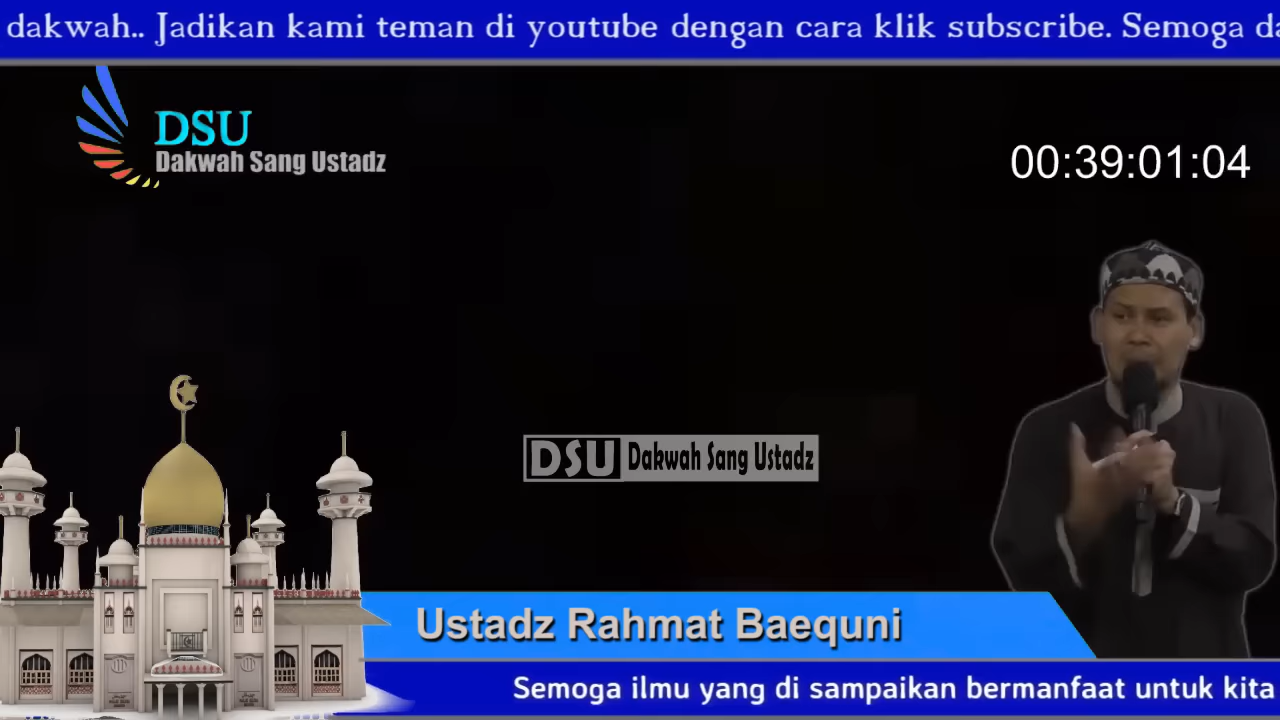 dakwah.. Jadikan kami teman di youtube dengan cara klik subscribe. Semoga da
DSU
Dakwah Sang Ustadz
00:39:01:04
DSU Dakwah Sang Ustadz
Ustadz Rahmat Baequni
Semoga ilmu yang di sampaikan bermanfaat untuk kita